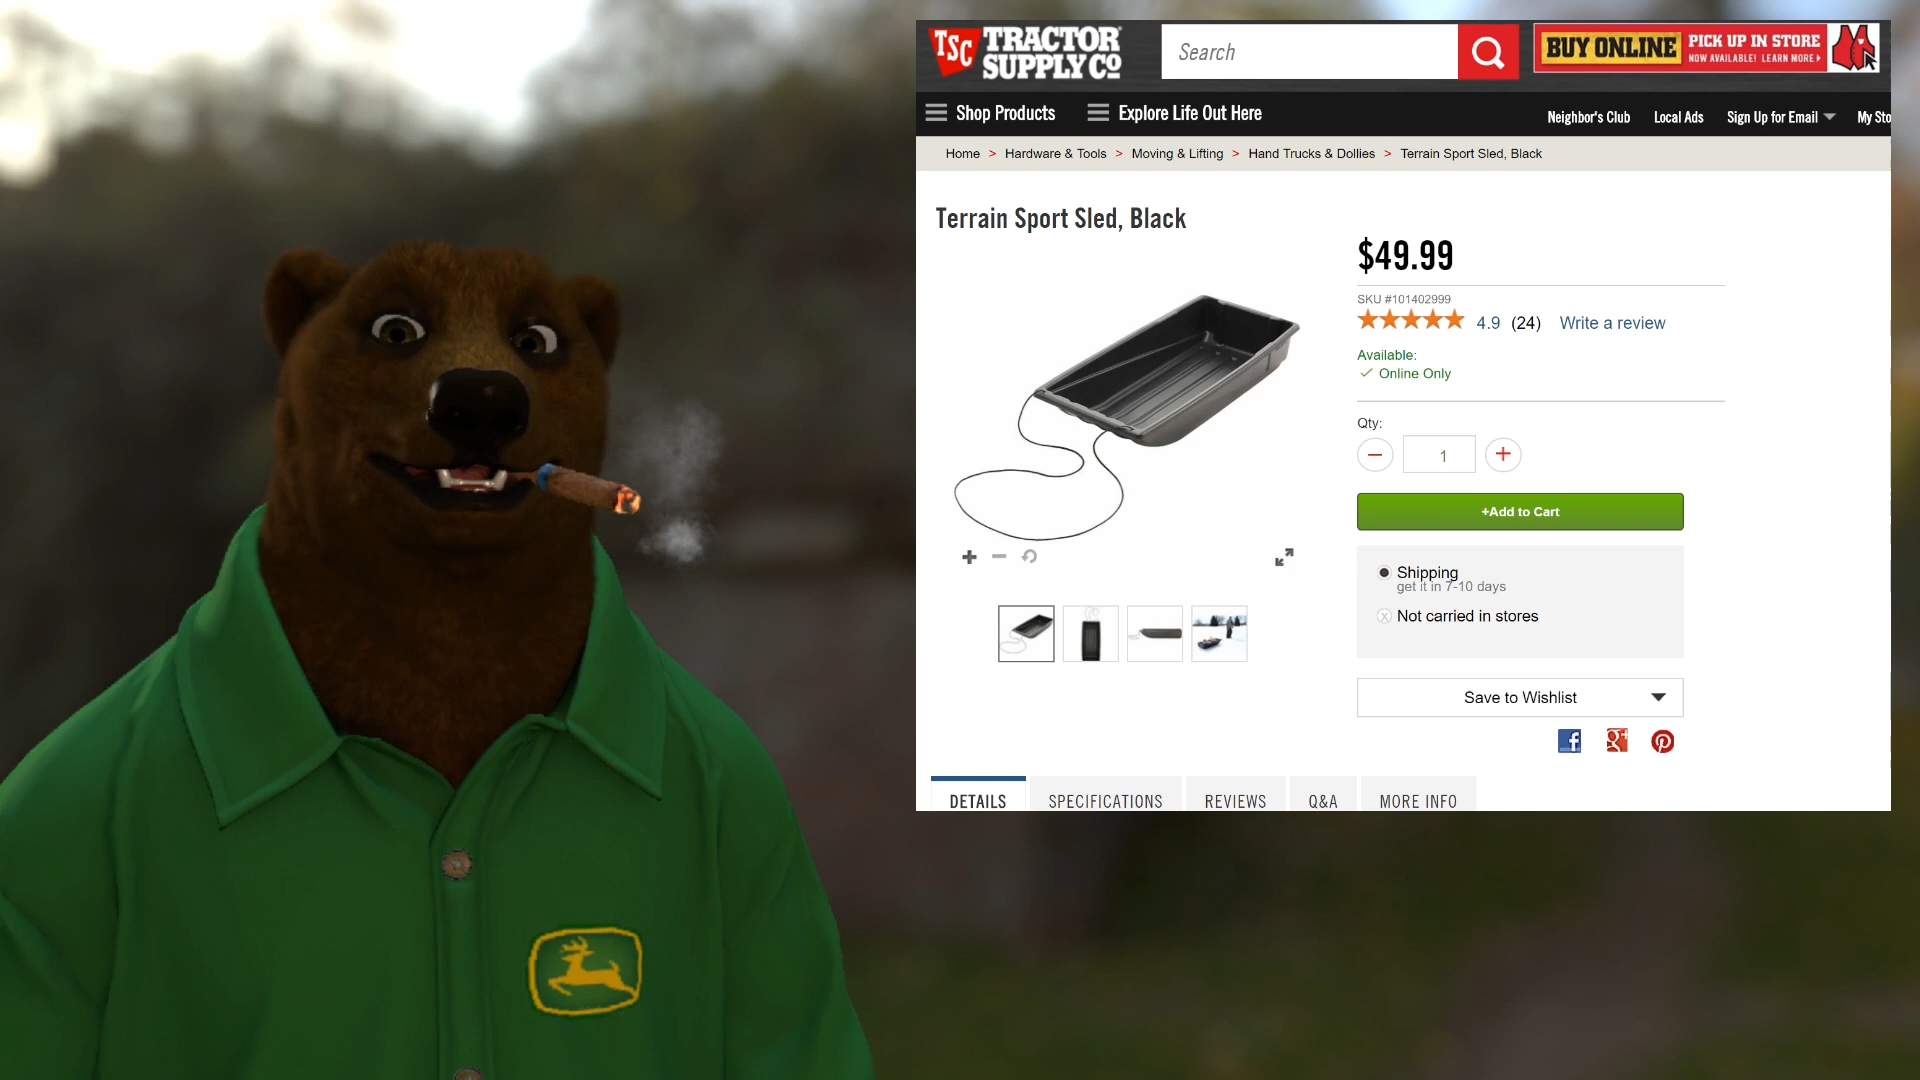 TSC TRACTOR
SUPPLY CO
Search
BUY ONLINE PICK UP IN STORE
NOW AVAILABLE! LEARN MORE
Shop Products
Explore Life Out Here
Neighbor's Club
Local Ads
Sign Up for Email
My Sto
Home > Hardware & Tools > Moving & Lifting > Hand Trucks & Dollies > Terrain Sport Sled, Black
Terrain Sport Sled, Black
$49.99
SKU #101402999
4.9 (24) Write a review
Available:
Online Only
Qty:
1
+Add to Cart
Shipping
get it in 7-10 days
Not carried in stores
Save to Wishlist
DETAILS
SPECIFICATIONS
REVIEWS
Q&A
MORE INFO